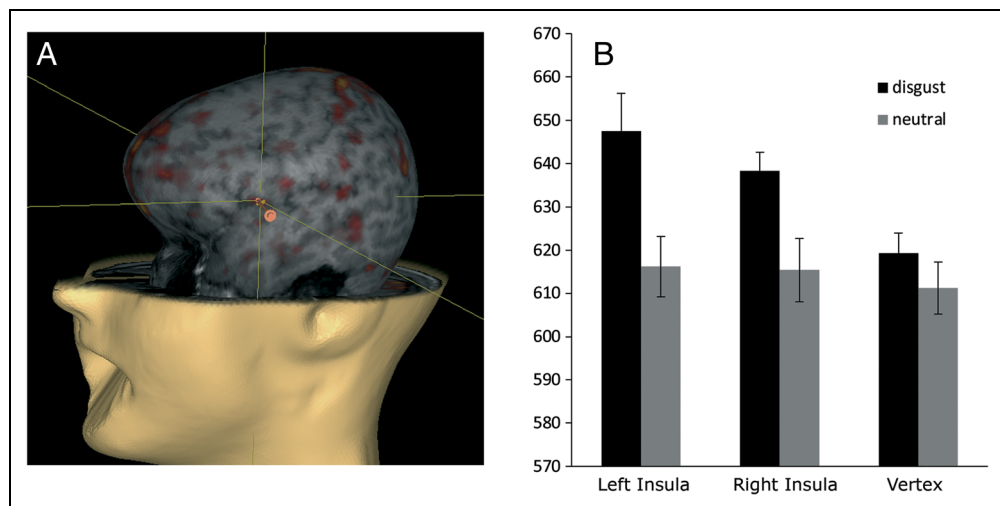 A
B
670
660
650
640
630
620
610
600
590
580
570
disgust
neutral
Left Insula
Right Insula
Vertex